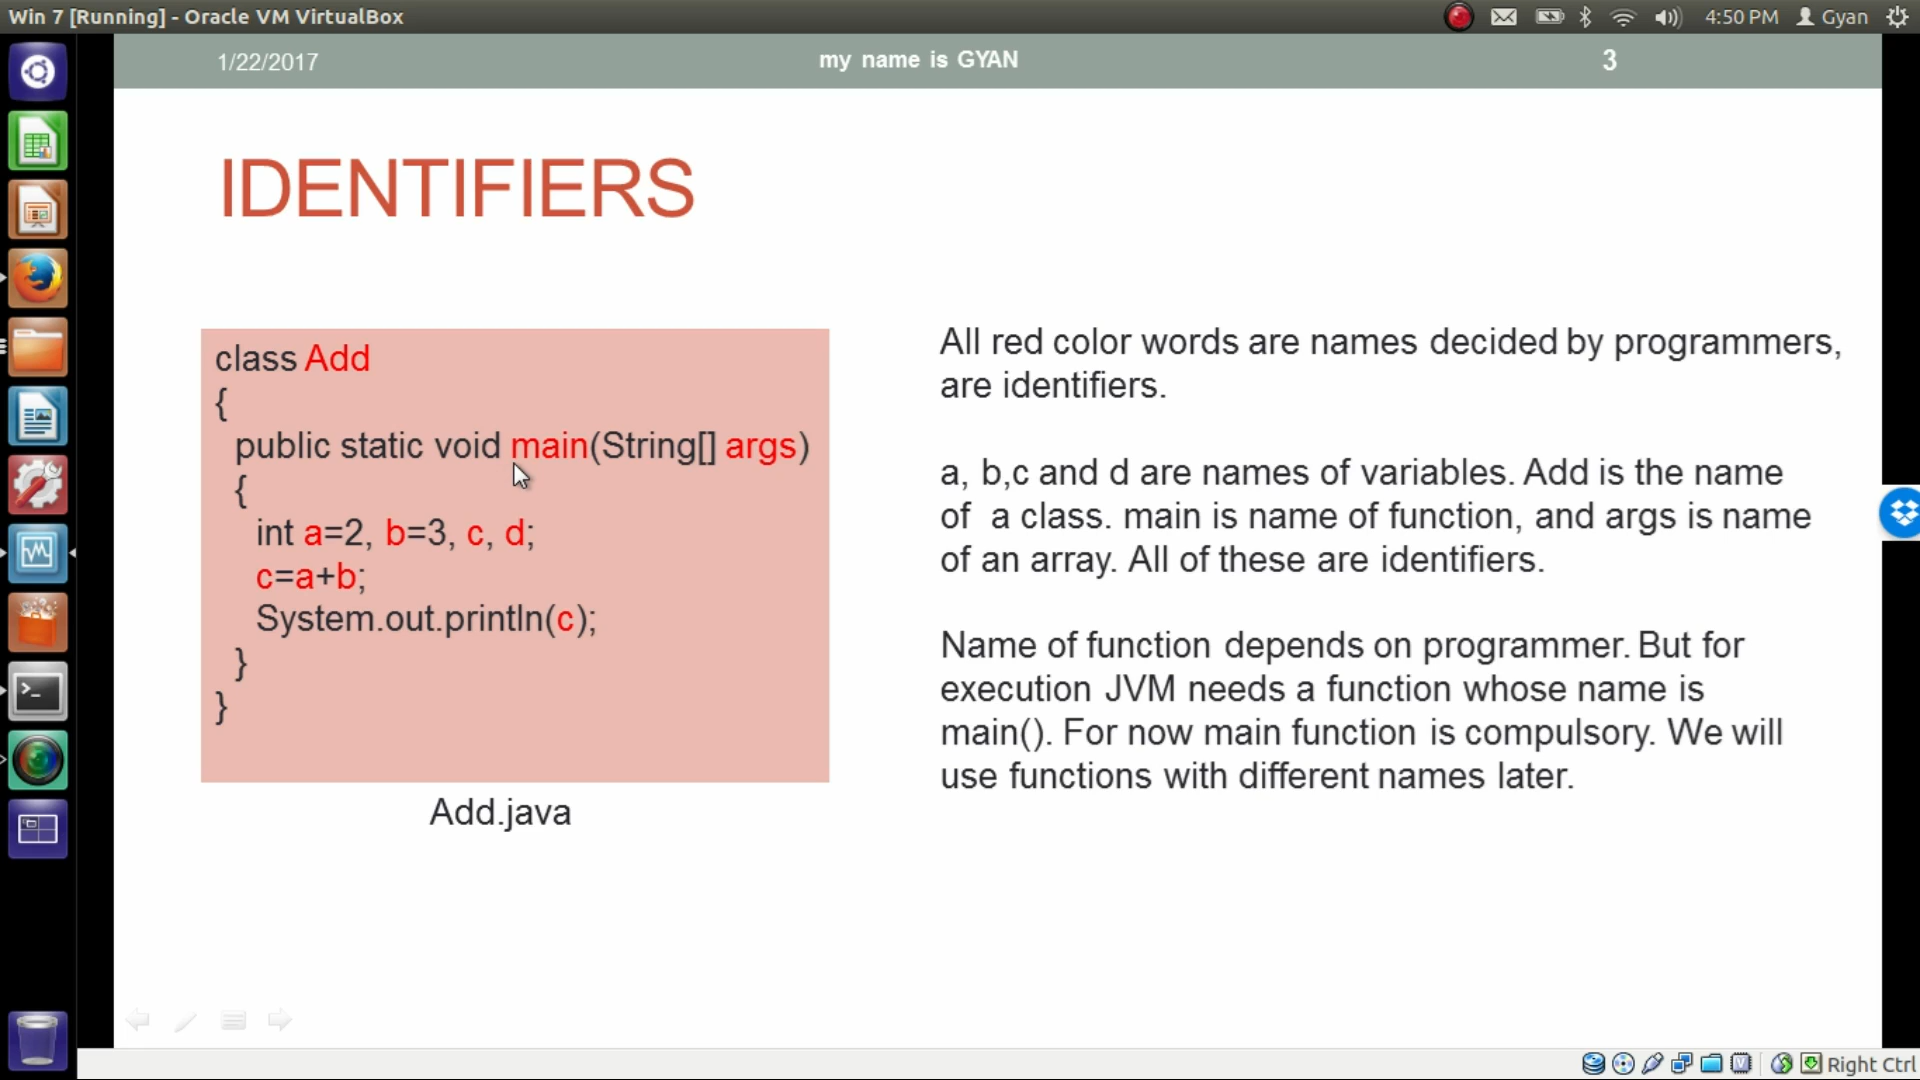 Win 7 [Running] - Oracle VM VirtualBox
4:50 PM
Gyan
1/22/2017
my name is GYAN
3
IDENTIFIERS
class Add
{
public static void main(String[] args)
{
int a=2, b=3, c, d;
c=a+b;
System.out.println(c);
}
}
Add.java
All red color words are names decided by programmers,
are identifiers.
a, b,c and d are names of variables. Add is the name
of a class. main is name of function, and args is name
of an array. All of these are identifiers.
Name of function depends on programmer. But for
execution JVM needs a function whose name is
main(). For now main function is compulsory. We will
use functions with different names later.
Right Ctrl